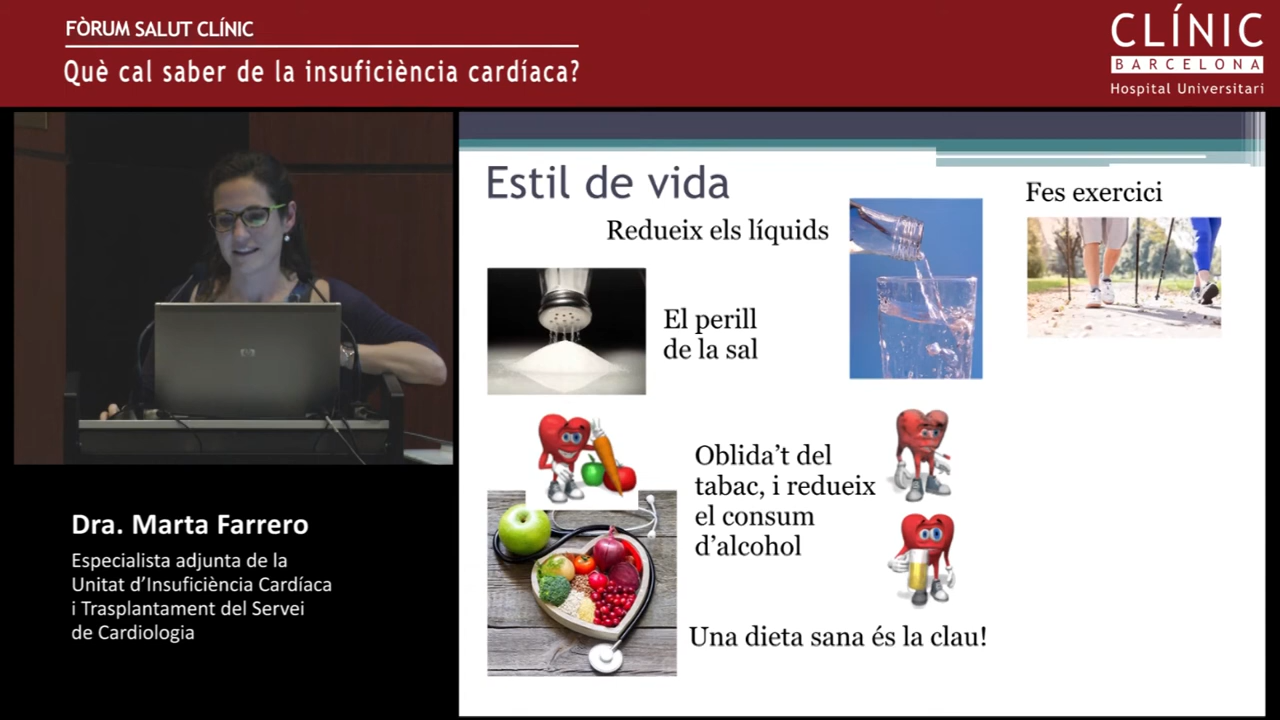 FÒRUM SALUT CLÍNIC
Què cal saber de la insuficiència cardíaca?
CLÍNIC
BARCELONA
Hospital Universitari
Estil de vida
Redueix els líquids
Fes exercici
El perill
de la sal
Oblida’t del
tabac, i redueix
el consum
d’alcohol
Una dieta sana és la clau!
hp
Dra. Marta Farrero
Especialista adjunta de la
Unitat d’Insuficiència Cardíaca
i Trasplantament del Servei
de Cardiologia